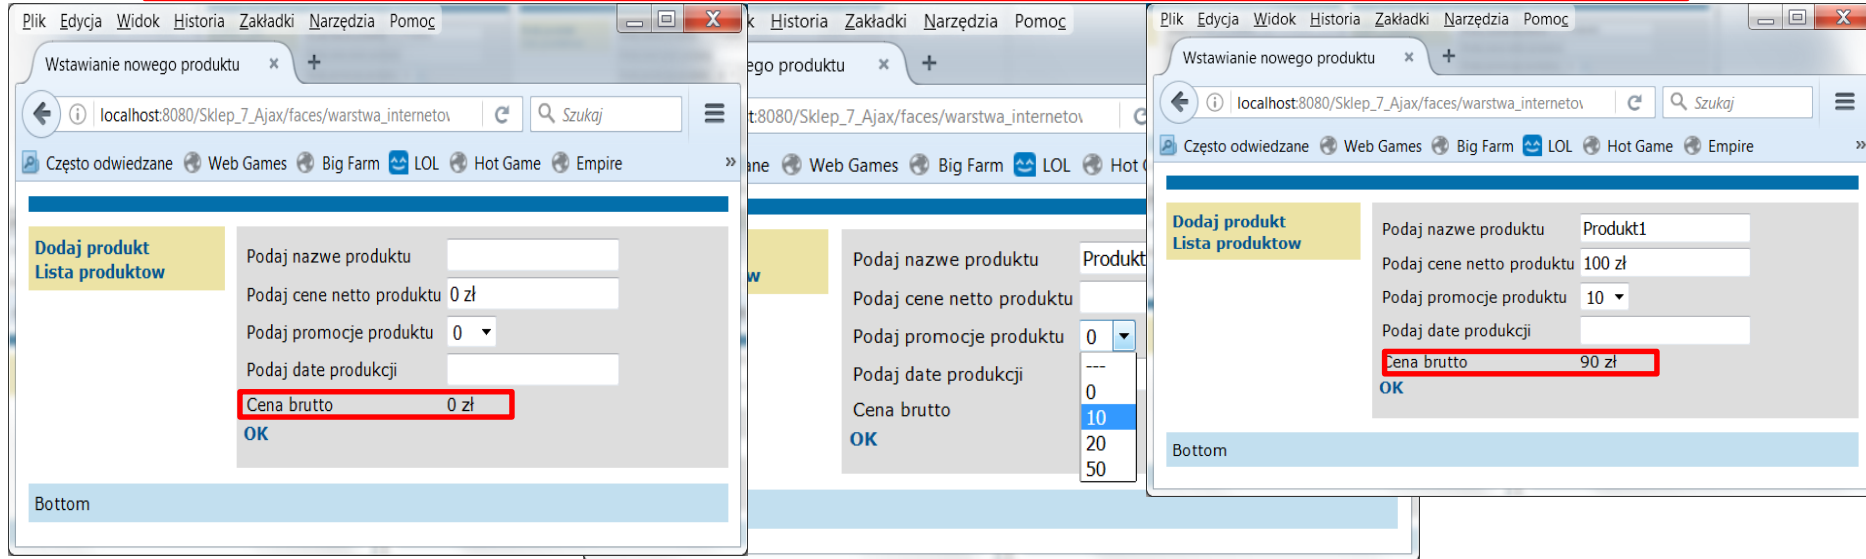 Plik Edycja Widok Historia Zakładki Narzędzia Pomoc
Wstawianie nowego produktu × +
localhost:8080/Sklep_7_Ajax/faces/warstwa_internetov
Szukaj
Często odwiedzane Web Games Big Farm LOL Hot Game Empire »
Dodaj produkt
Lista produktow
Podaj nazwe produktu
Podaj cene netto produktu 0 zł
Podaj promocje produktu 0
Podaj date produkcji
Cena brutto 0 zł
OK
Bottom
k Historia Zakładki Narzędzia Pomoc
ego produktu × +
t:8080/Sklep_7_Ajax/faces/warstwa_internetov
ane Web Games Big Farm LOL Hot
w
Podaj nazwe produktu Produkt
Podaj cene netto produktu
Podaj promocje produktu 0
---
Podaj date produkcji
0
Cena brutto
10
OK
20
50
Plik Edycja Widok Historia Zakładki Narzędzia Pomoc
Wstawianie nowego produktu × +
localhost:8080/Sklep_7_Ajax/faces/warstwa_internetov
Szukaj
Często odwiedzane Web Games Big Farm LOL Hot Game Empire »
Dodaj produkt
Lista produktow
Podaj nazwe produktu Produkt1
Podaj cene netto produktu 100 zł
Podaj promocje produktu 10
Podaj date produkcji
Cena brutto 90 zł
OK
Bottom